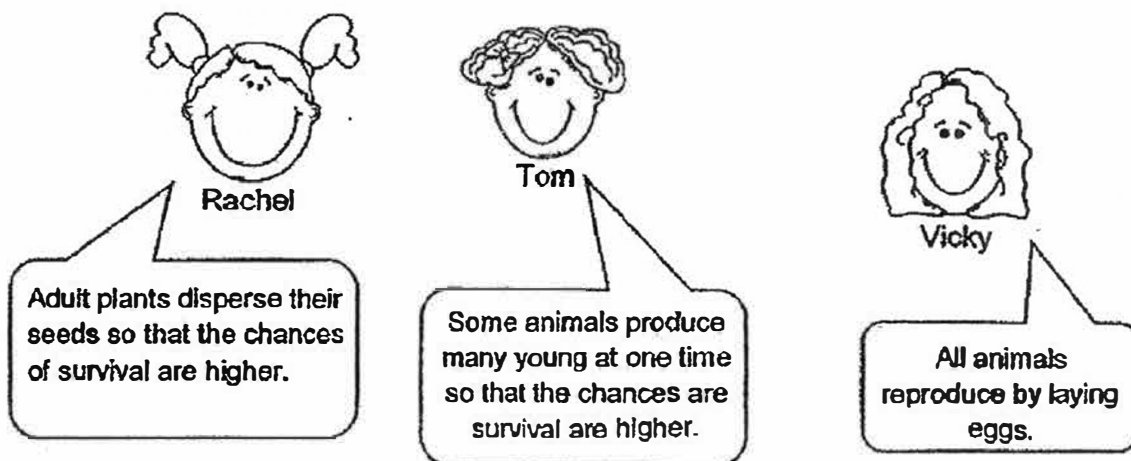 Rachel
Tom
Vicky
Adult plants disperse their
seeds so that the chances
of survival are higher.
Some animals produce
many young at one time
so that the chances are
survival are higher.
All animals
reproduce by laying
eggs.